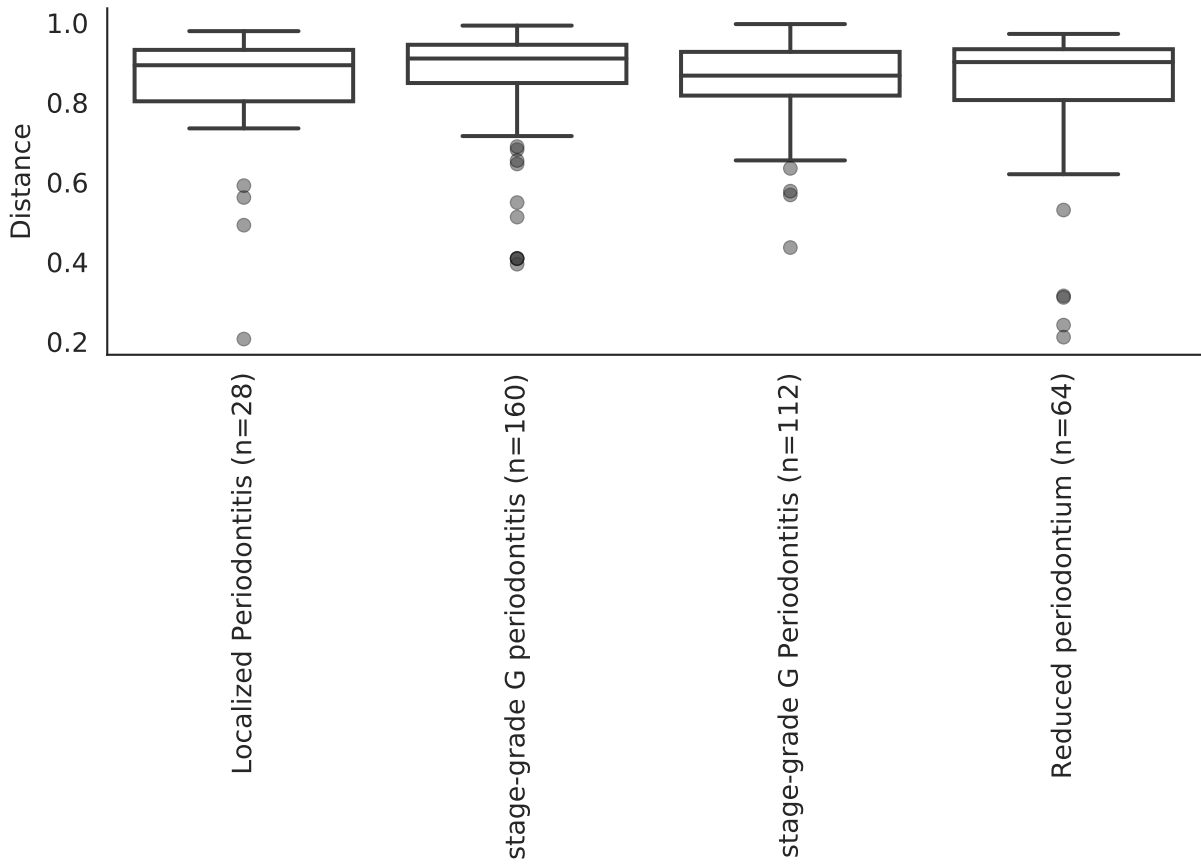 1.0
0.8
0.6
0.4
0.2
Distance
Localized Periodontitis (n=28)
stage-grade G periodontitis (n=160)
stage-grade G Periodontitis (n=112)
Reduced periodontium (n=64)